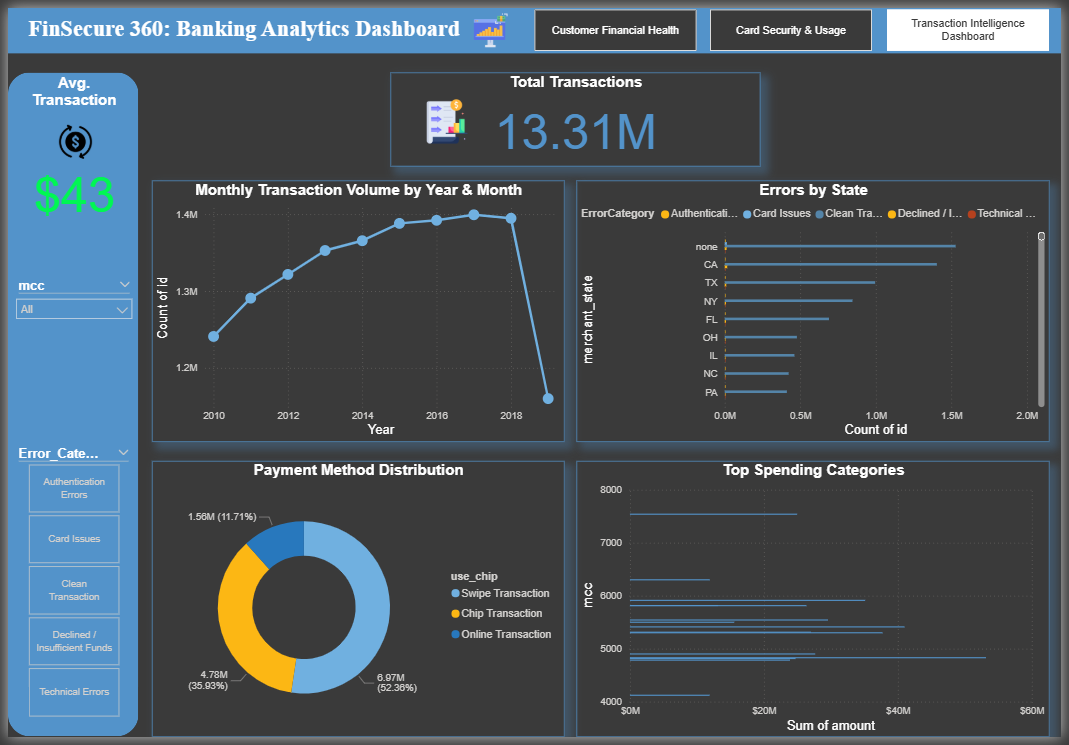 FinSecure 360: Banking Analytics Dashboard
Customer Financial Health
Card Security & Usage
Transaction Intelligence
Dashboard
Avg.
Transaction
$43
mcc
All
Error_Cate...
Authentication
Errors
Card Issues
Clean
Transaction
Declined /
Insufficient Funds
Technical Errors
Total Transactions
13.31M
Monthly Transaction Volume by Year & Month
Count of id
1.4M
1.3M
1.2M
2010 2012 2014 2016 2018
Year
Errors by State
ErrorCategory Authenticati... Card Issues Clean Tra... Declined / I... Technical ...
merchant_state
none
CA
TX
NY
FL
OH
IL
NC
PA
0.0M 0.5M 1.0M 1.5M 2.0M
Count of id
Payment Method Distribution
1.56M (11.71%)
4.78M
(35.93%)
6.97M
(52.36%)
use_chip
Swipe Transaction
Chip Transaction
Online Transaction
Top Spending Categories
mcc
8000
7000
6000
5000
4000
$0M $20M $40M $60M
Sum of amount